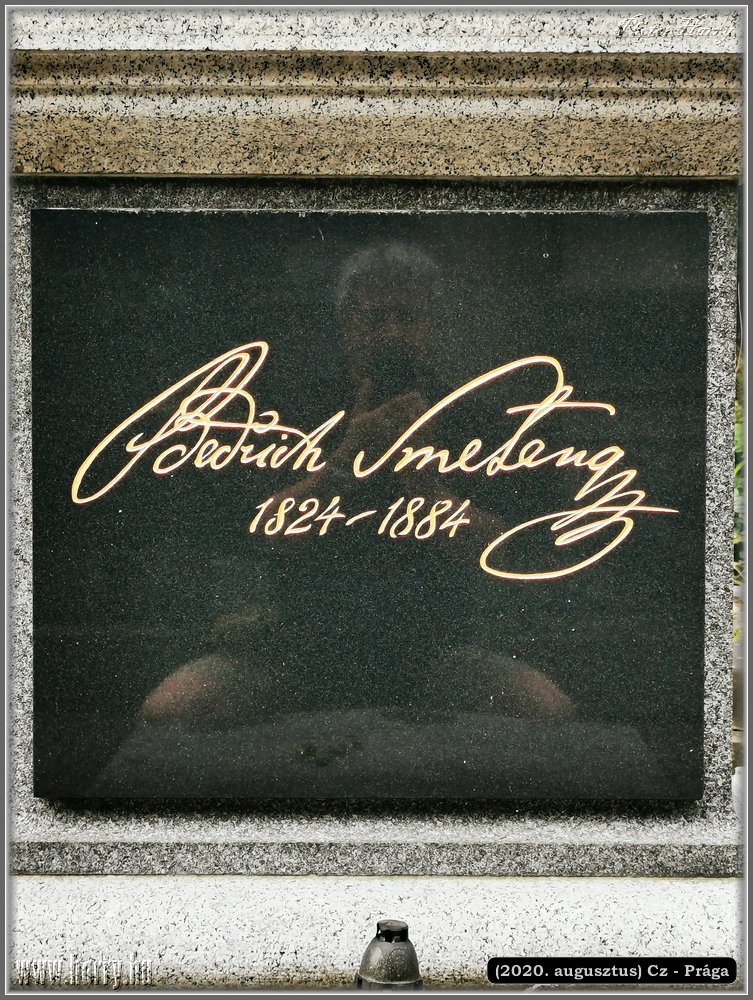 Bedřich Smetana
1824-1884
www.harry.hu
(2020. augusztus) Cz - Prága